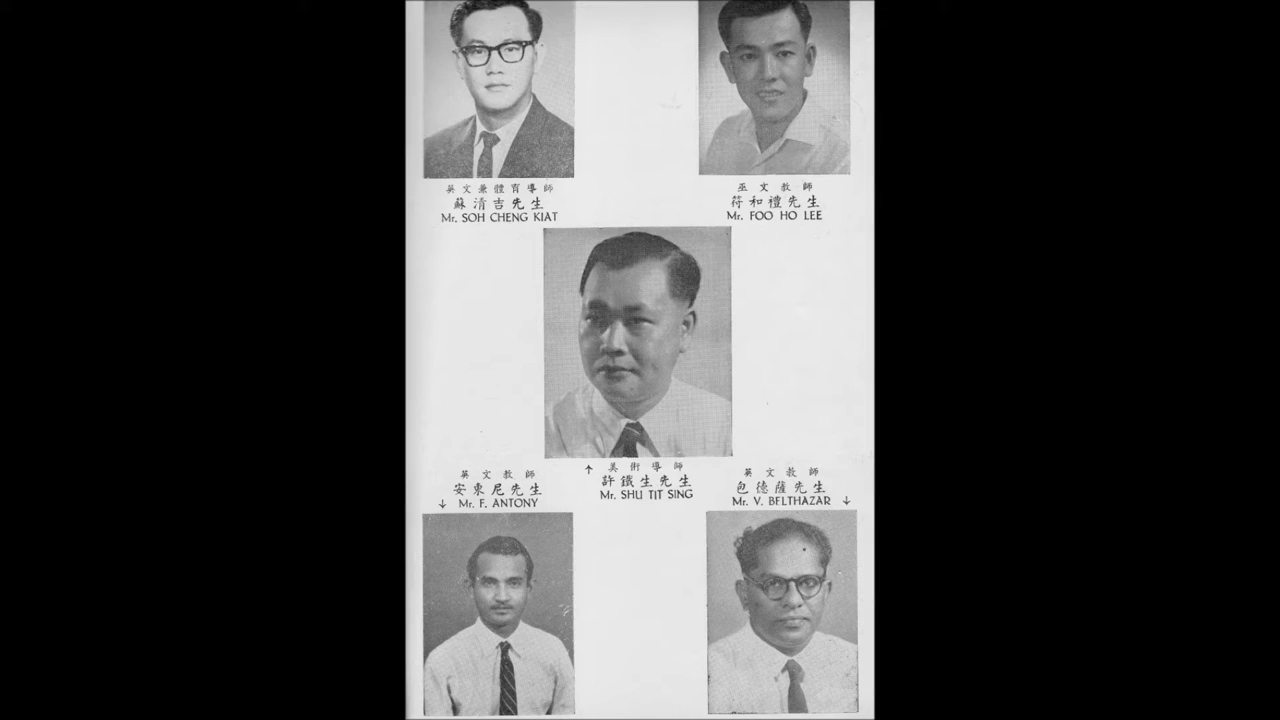 英文兼體育導師
蘇清吉先生
Mr. SOH CHENG KIAT
巫文教師
符和禮先生
Mr. FOO HO LEE
↑ 美術導師
許鐵生先生
Mr. SHU TIT SING
英文教師
安東尼先生
↓ Mr. F. ANTONY
英文教師
包德薩先生
Mr. V. BELTHAZAR ↓